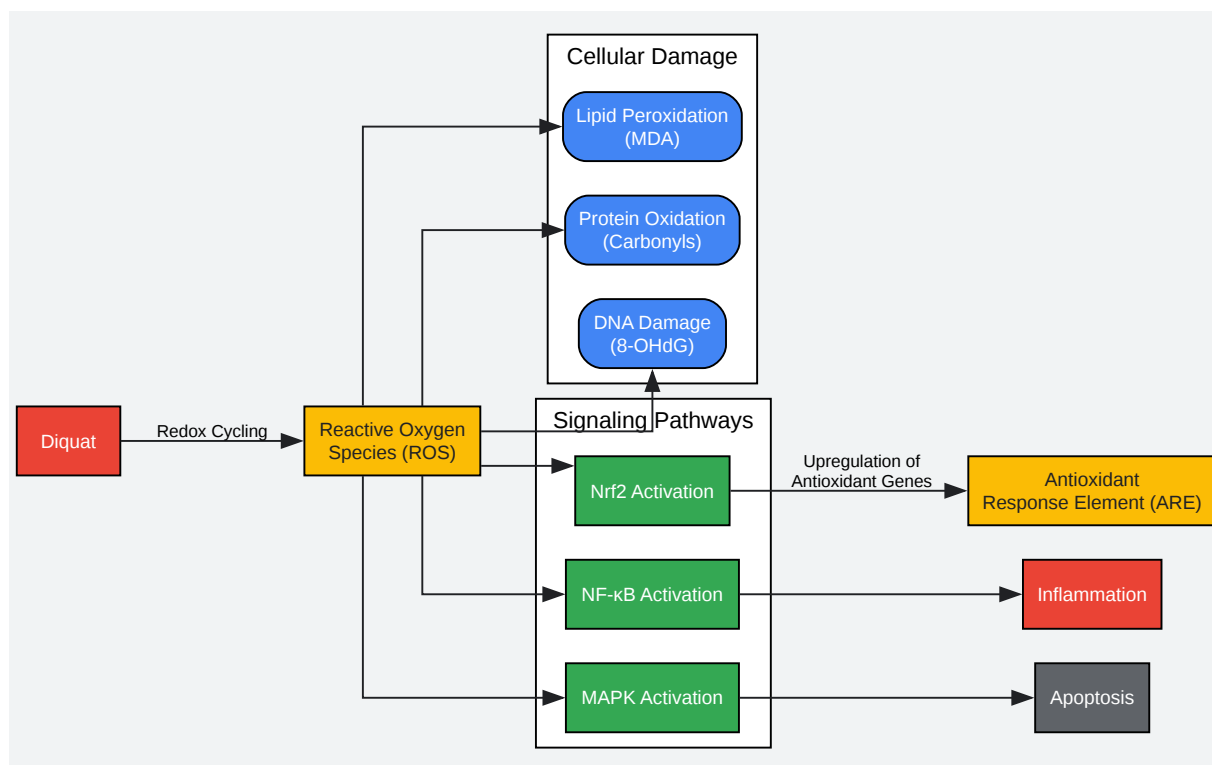 Cellular Damage
Lipid Peroxidation
(MDA)
Protein Oxidation
(Carbonyls)
DNA Damage
(8-OHdG)
Diquat
Redox Cycling
Reactive Oxygen
Species (ROS)
Signaling Pathways
Nrf2 Activation
Upregulation of
Antioxidant Genes
Antioxidant
Response Element (ARE)
NF-κB Activation
Inflammation
MAPK Activation
Apoptosis